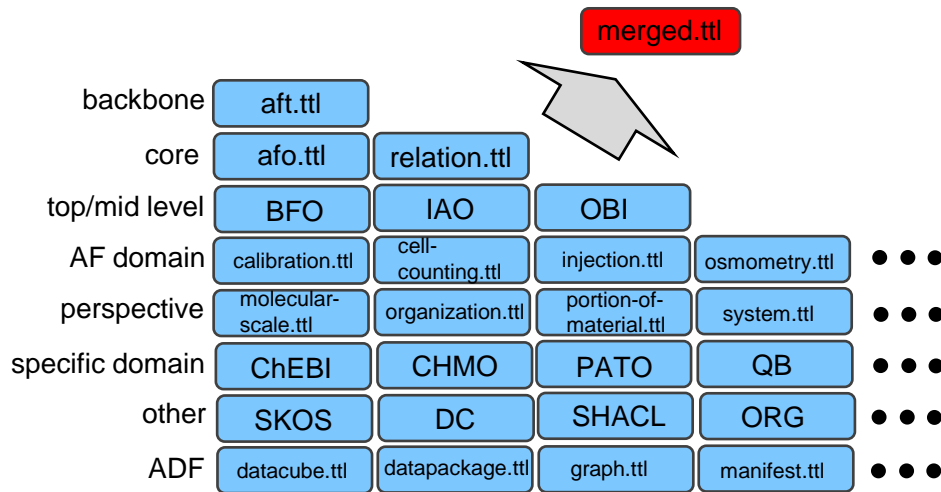 merged.ttl
backbone aft.ttl
core afo.ttl relation.ttl
top/mid level BFO IAO OBI
AF domain calibration.ttl cell-
counting.ttl injection.ttl osmometry.ttl
perspective molecular-
scale.ttl organization.ttl portion-of-
material.ttl system.ttl
specific domain ChEBI CHMO PATO QB
other SKOS DC SHACL ORG
ADF datacube.ttl datapackage.ttl graph.ttl manifest.ttl